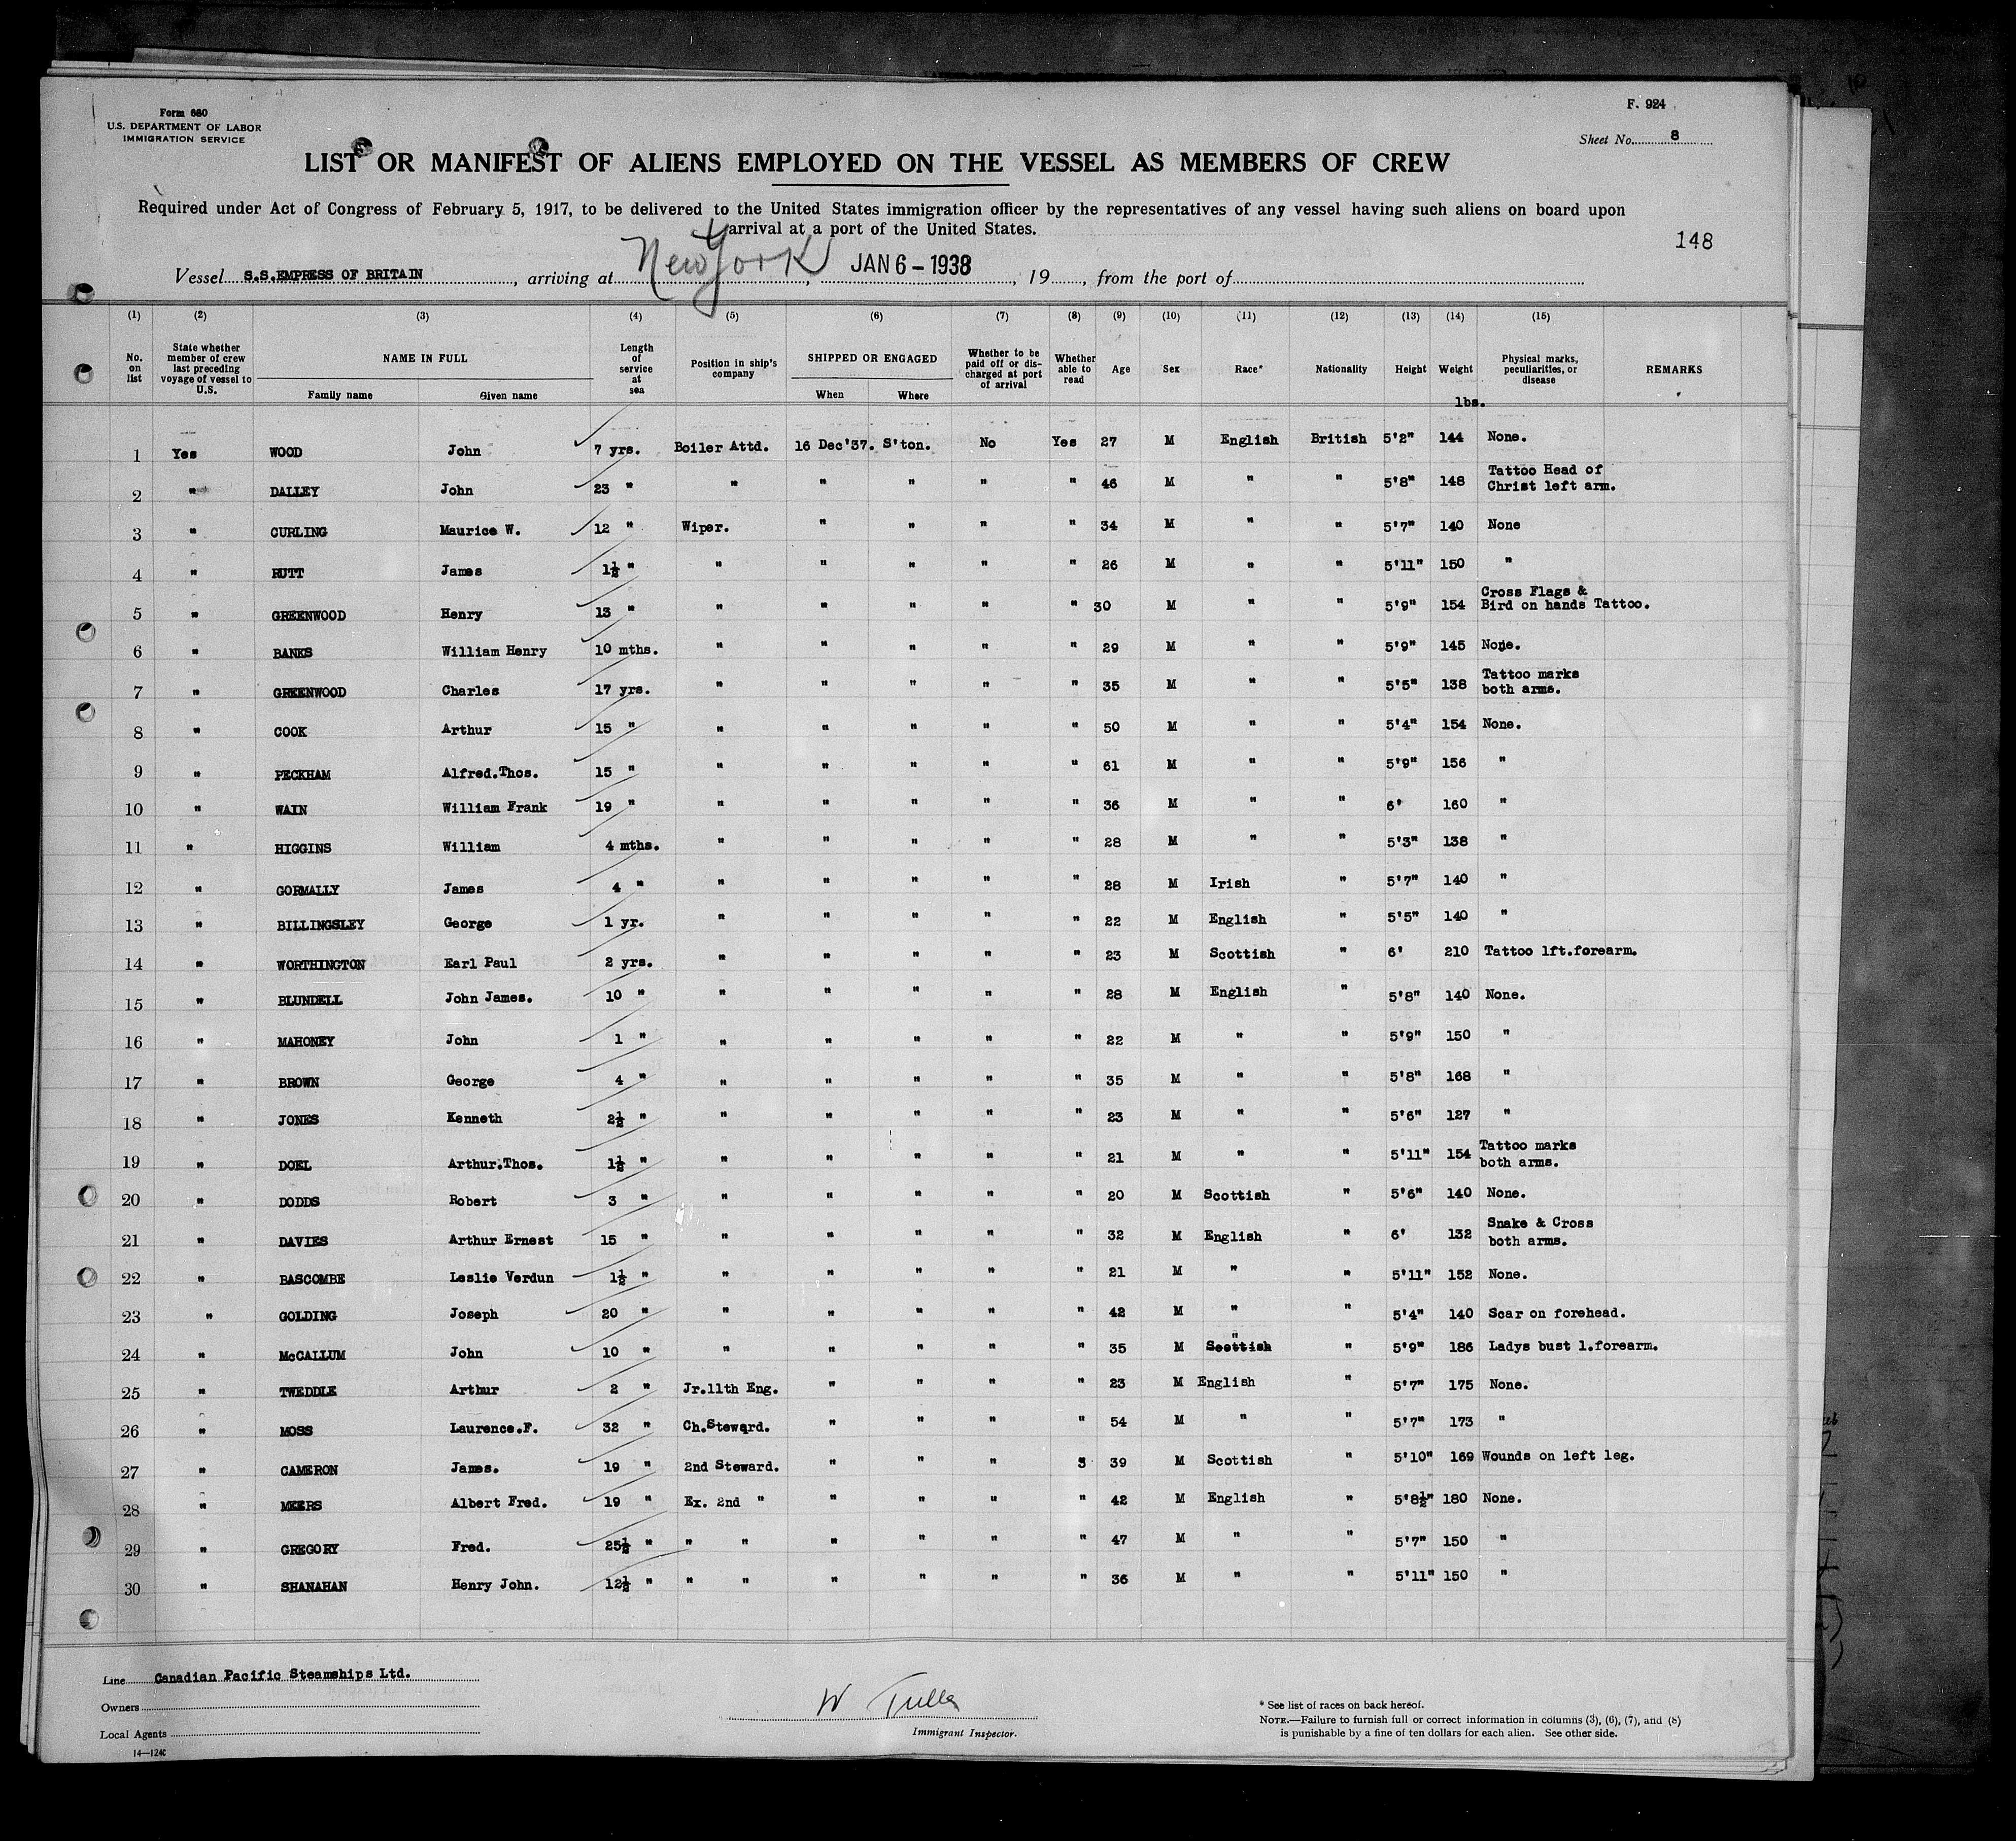 Form 680
U.S. DEPARTMENT OF LABOR
IMMIGRATION SERVICE
F. 924
Sheet No. 8
LIST OR MANIFEST OF ALIENS EMPLOYED ON THE VESSEL AS MEMBERS OF CREW
Required under Act of Congress of February 5, 1917, to be delivered to the United States immigration officer by the representatives of any vessel having such aliens on board upon
arrival at a port of the United States.
148
Vessel S.S.EMPRESS OF BRITAIN, arriving at New York, JAN 6 - 1938, 19, from the port of
(1) (2) (3) (4) (5) (6) (7) (8) (9) (10) (11) (12) (13) (14) (15)
No. on list State whether member of crew last preceding voyage of vessel to U.S. NAME IN FULL Family name Given name Length of service at sea Position in ship's company SHIPPED OR ENGAGED When Where Whether to be paid off or discharged at port of arrival Whether able to read Age Sex Race* Nationality Height Weight lbs. Physical marks, peculiarities, or disease REMARKS
1 Yes WOOD John 7 yrs. Boiler Attd. 16 Dec'37. S'ton. No Yes 27 M English British 5'2" 144 None.
2 " DALLEY John 23 " " " " " " 46 M " " 5'8" 148 Tattoo Head of Christ left arm.
3 " CURLING Maurice W. 12 " Wiper. " " " " 34 M " " 5'7" 140 None
4 " RUTT James 1½ " " " " " " 26 M " " 5'11" 150 "
5 " GREENWOOD Henry 13 " " " " " " 30 M " " 5'9" 154 Cross Flags & Bird on hands Tattoo.
6 " BANKS William Henry 10 mths. " " " " " 29 M " " 5'9" 145 None.
7 " GREENWOOD Charles 17 yrs. " " " " " 35 M " " 5'5" 138 Tattoo marks both arms.
8 " COOK Arthur 15 " " " " " " 50 M " " 5'4" 154 None.
9 " PECKHAM Alfred.Thos. 15 " " " " " " 61 M " " 5'9" 156 "
10 " WAIN William Frank 19 " " " " " " 36 M " " 6' 160 "
11 " HIGGINS William 4 mths. " " " " " 28 M " " 5'3" 138 "
12 " GORMALLY James 4 " " " " " " 28 M Irish " 5'7" 140 "
13 " BILLINGSLEY George 1 yr. " " " " " 22 M English " 5'5" 140 "
14 " WORTHINGTON Earl Paul 2 yrs. " " " " " 23 M Scottish " 6' 210 Tattoo lft.forearm.
15 " BLUNDELL John James. 10 " " " " " " 28 M English " 5'8" 140 None.
16 " MAHONEY John 1 " " " " " " 22 M " " 5'9" 150 "
17 " BROWN George 4 " " " " " " 35 M " " 5'8" 168 "
18 " JONES Kenneth 2½ " " " " " " 23 M " " 5'6" 127 "
19 " DOEL Arthur.Thos. 1½ " " " " " " 21 M " " 5'11" 154 Tattoo marks both arms.
20 " DODDS Robert 3 " " " " " " 20 M Scottish " 5'6" 140 None.
21 " DAVIES Arthur Ernest 15 " " " " " " 32 M English " 6' 132 Snake & Cross both arms.
22 " BASCOMBE Leslie Verdun 1½ " " " " " " 21 M " " 5'11" 152 None.
23 " GOLDING Joseph 20 " " " " " " 42 M " " 5'4" 140 Scar on forehead.
24 " McCALLUM John 10 " " " " " " 35 M " Scottish " 5'9" 186 Ladys bust l.forearm.
25 " TWEDDLE Arthur 2 " Jr.11th Eng. " " " " 23 M English " 5'7" 175 None.
26 " MOSS Laurence.F. 32 " Ch.Steward. " " " " 54 M " " 5'7" 173 "
27 " CAMERON James. 19 " 2nd Steward. " " " 3 39 M Scottish " 5'10" 169 Wounds on left leg.
28 " MEERS Albert Fred. 19 " Ex. 2nd " " " " " 42 M English " 5'8½" 180 None.
29 " GREGORY Fred. 25½ " " " " " " " 47 M " " 5'7" 150 "
30 " SHANAHAN Henry John. 12½ " " " " " " " 36 M " " 5'11" 150 "
Line Canadian Pacific Steamships Ltd.
Owners
Local Agents
14—1240
W Tulla
Immigrant Inspector.
* See list of races on back hereof.
NOTE.—Failure to furnish full or correct information in columns (3), (6), (7), and (8)
is punishable by a fine of ten dollars for each alien. See other side.